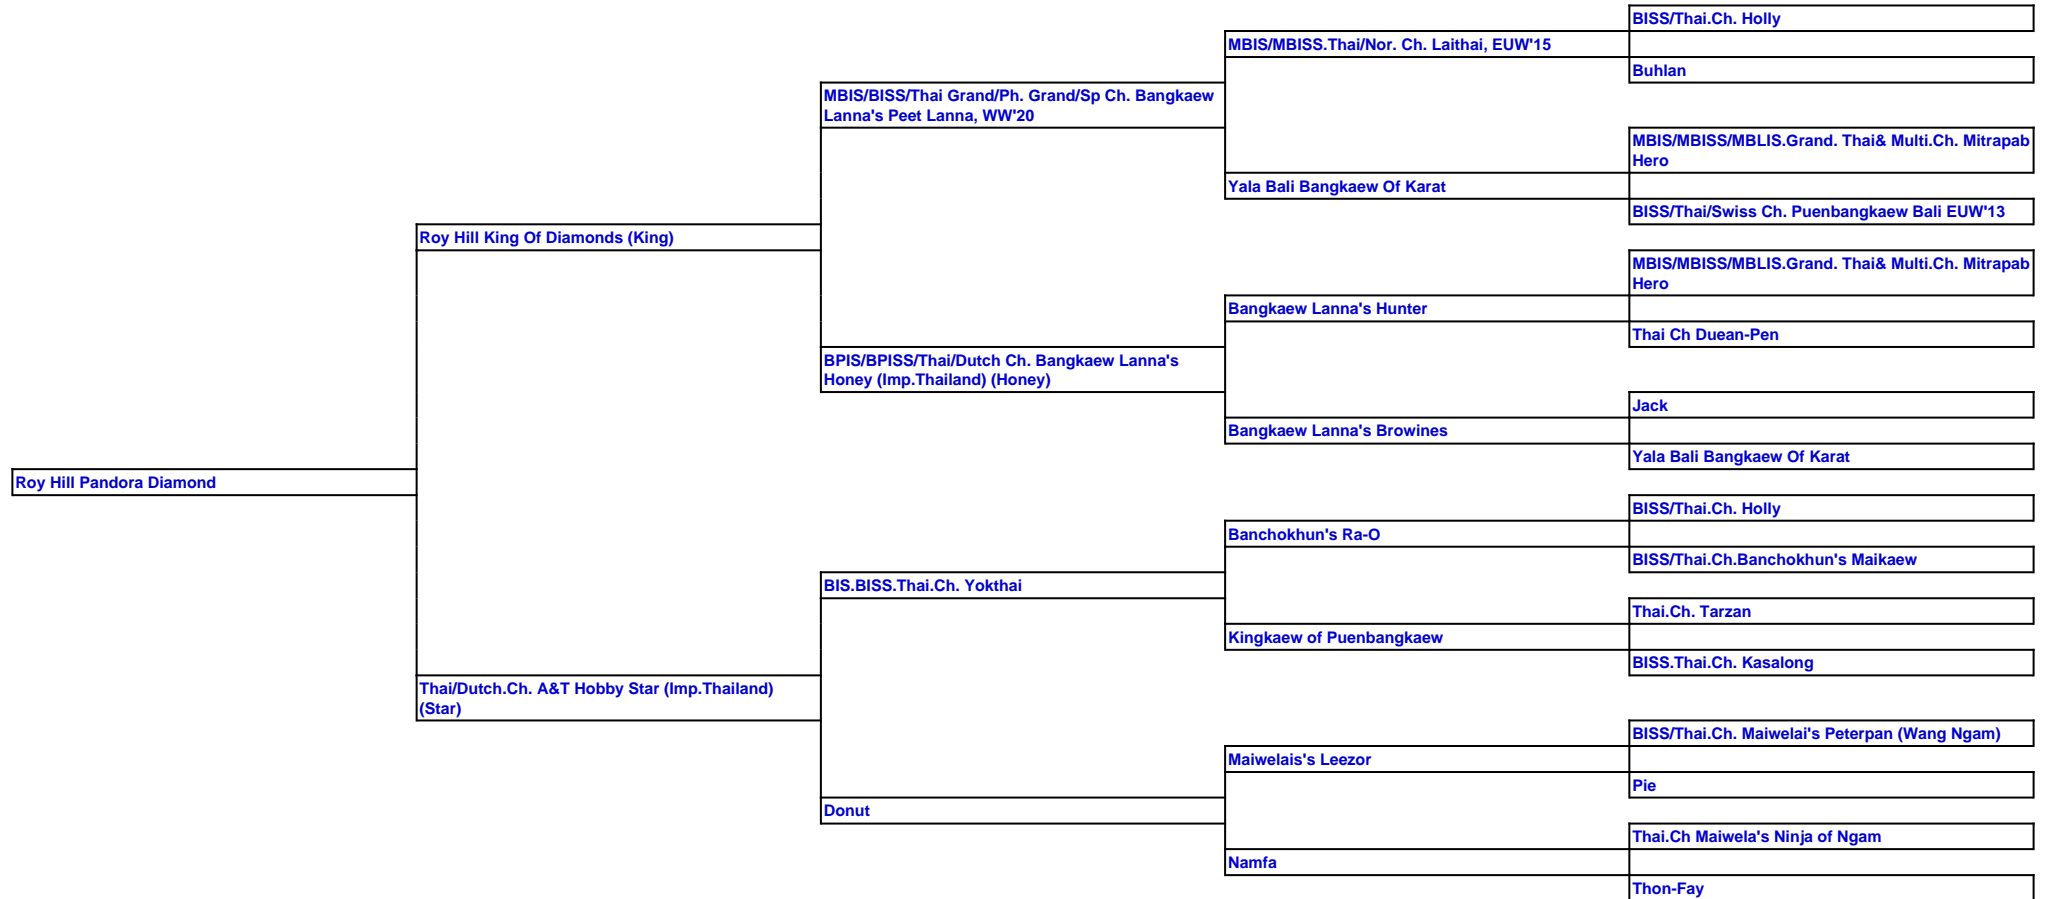 BISS/Thai.Ch. Holly
MBIS/MBISS.Thai/Nor. Ch. Laithai, EUW'15
Buhlan
MBIS/BISS/Thai Grand/Ph. Grand/Sp Ch. Bangkaew
Lanna's Peet Lanna, WW'20
MBIS/MBISS/MBLIS.Grand. Thai& Multi.Ch. Mitrapab
Hero
Yala Bali Bangkaew Of Karat
BISS/Thai/Swiss Ch. Puenbangkaew Bali EUW'13
Roy Hill King Of Diamonds (King)
MBIS/MBISS/MBLIS.Grand. Thai& Multi.Ch. Mitrapab
Hero
Bangkaew Lanna's Hunter
Thai Ch Duean-Pen
BPIS/BPISS/Thai/Dutch Ch. Bangkaew Lanna's
Honey (Imp.Thailand) (Honey)
Jack
Bangkaew Lanna's Browines
Yala Bali Bangkaew Of Karat
Roy Hill Pandora Diamond
BISS/Thai.Ch. Holly
Banchokhun's Ra-O
BISS/Thai.Ch.Banchokhun's Maikaew
BIS.BISS.Thai.Ch. Yokthai
Thai.Ch. Tarzan
Kingkaew of Puenbangkaew
BISS.Thai.Ch. Kasalong
Thai/Dutch.Ch. A&T Hobby Star (Imp.Thailand)
(Star)
BISS/Thai.Ch. Maiwelai's Peterpan (Wang Ngam)
Maiwelais's Leezor
Pie
Donut
Thai.Ch Maiwela's Ninja of Ngam
Namfa
Thon-Fay